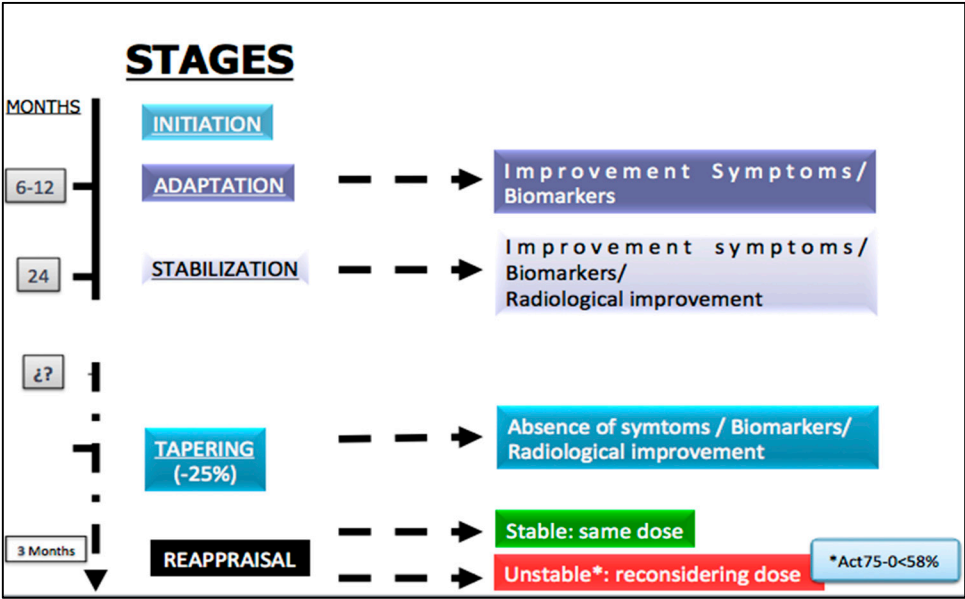 STAGES
MONTHS
INITIATION
6-12
ADAPTATION
Improvement Symptoms/
Biomarkers
24
STABILIZATION
Improvement symptoms/
Biomarkers/
Radiological improvement
¿?
TAPERING
(-25%)
Absence of symtoms / Biomarkers/
Radiological improvement
3 Months
REAPPRAISAL
Stable: same dose
Unstable*: reconsidering dose
*Act75-0<58%